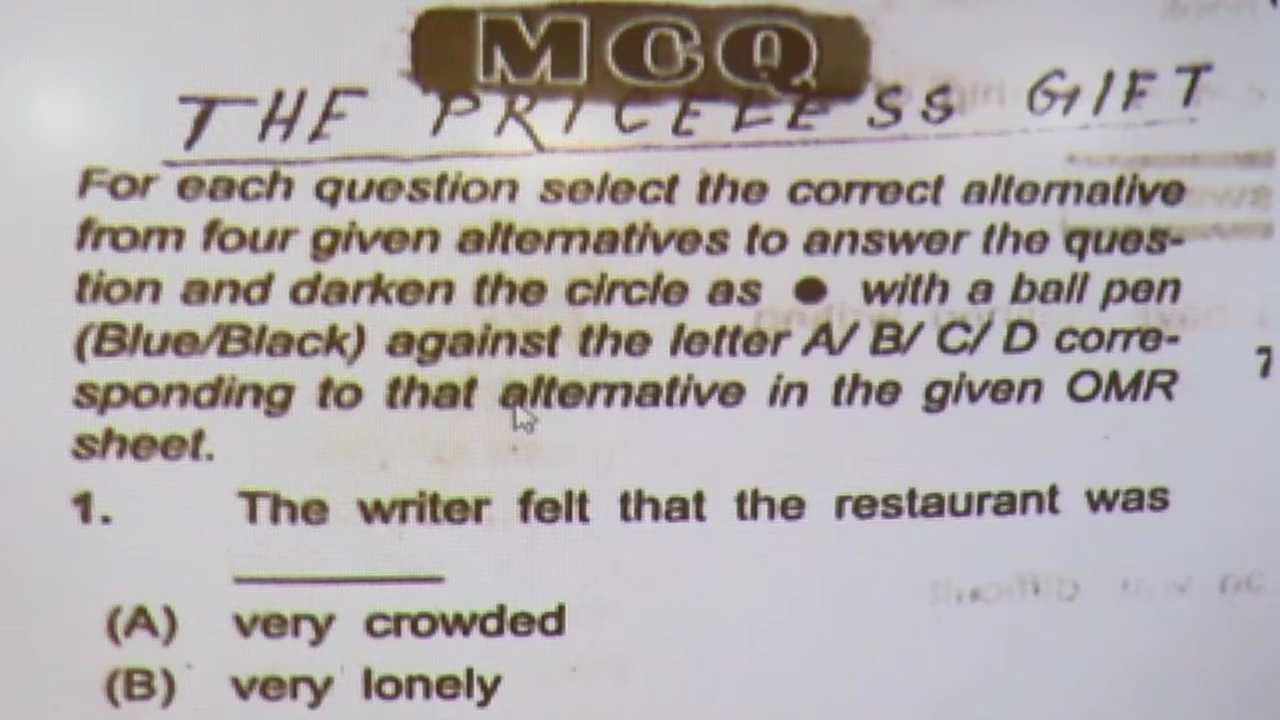 MCQ
THE PRICELESS GIFT
For each question select the correct alternative
from four given alternatives to answer the ques-
tion and darken the circle as ● with a ball pen
(Blue/Black) against the letter A/ B/ C/ D corre-
sponding to that alternative in the given OMR
sheet.
7
1. The writer felt that the restaurant was
(A) very crowded
(B) very lonely